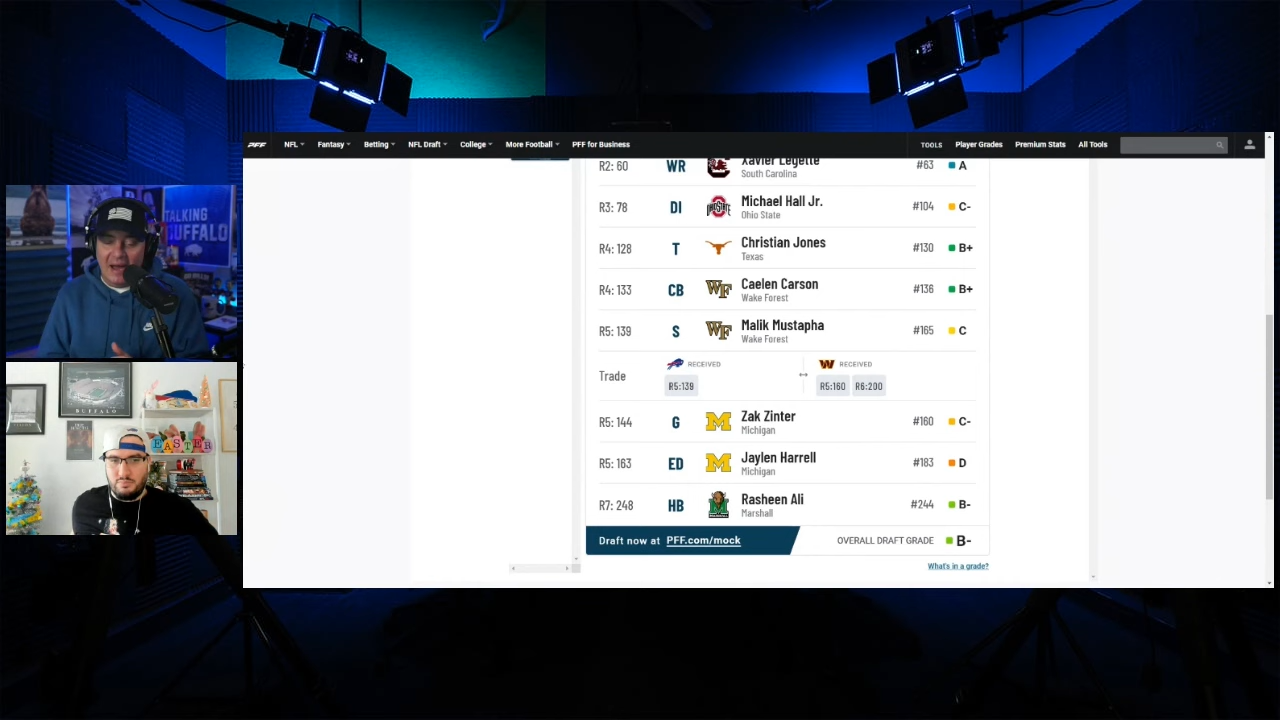 PFF NFL Fantasy Betting NFL Draft College More Football PFF for Business TOOLS Player Grades Premium Stats All Tools
R2: 60 WR Xavier Legette #63 A
South Carolina
R3: 78 DI OHIO STATE Michael Hall Jr. #104 C-
Ohio State
R4: 128 T Christian Jones #130 B+
Texas
R4: 133 CB WF Caelen Carson #136 B+
Wake Forest
R5: 139 S WF Malik Mustapha #165 C
Wake Forest
Trade RECEIVED W RECEIVED
R5:139 R5:160 R6:200
R5: 144 G M Zak Zinter #160 C-
Michigan
R5: 163 ED M Jaylen Harrell #183 D
Michigan
R7: 248 HB M Rasheen Ali #244 B-
Marshall
Draft now at PFF.com/mock OVERALL DRAFT GRADE B-
What's in a grade?
TALKING
BUFFALO
BUFFALO
EASTER